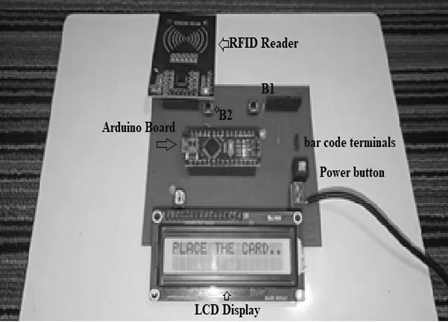 RFID Reader
B1
B2
Arduino Board
bar code terminals
Power button
PLACE THE CARD..
LCD Display